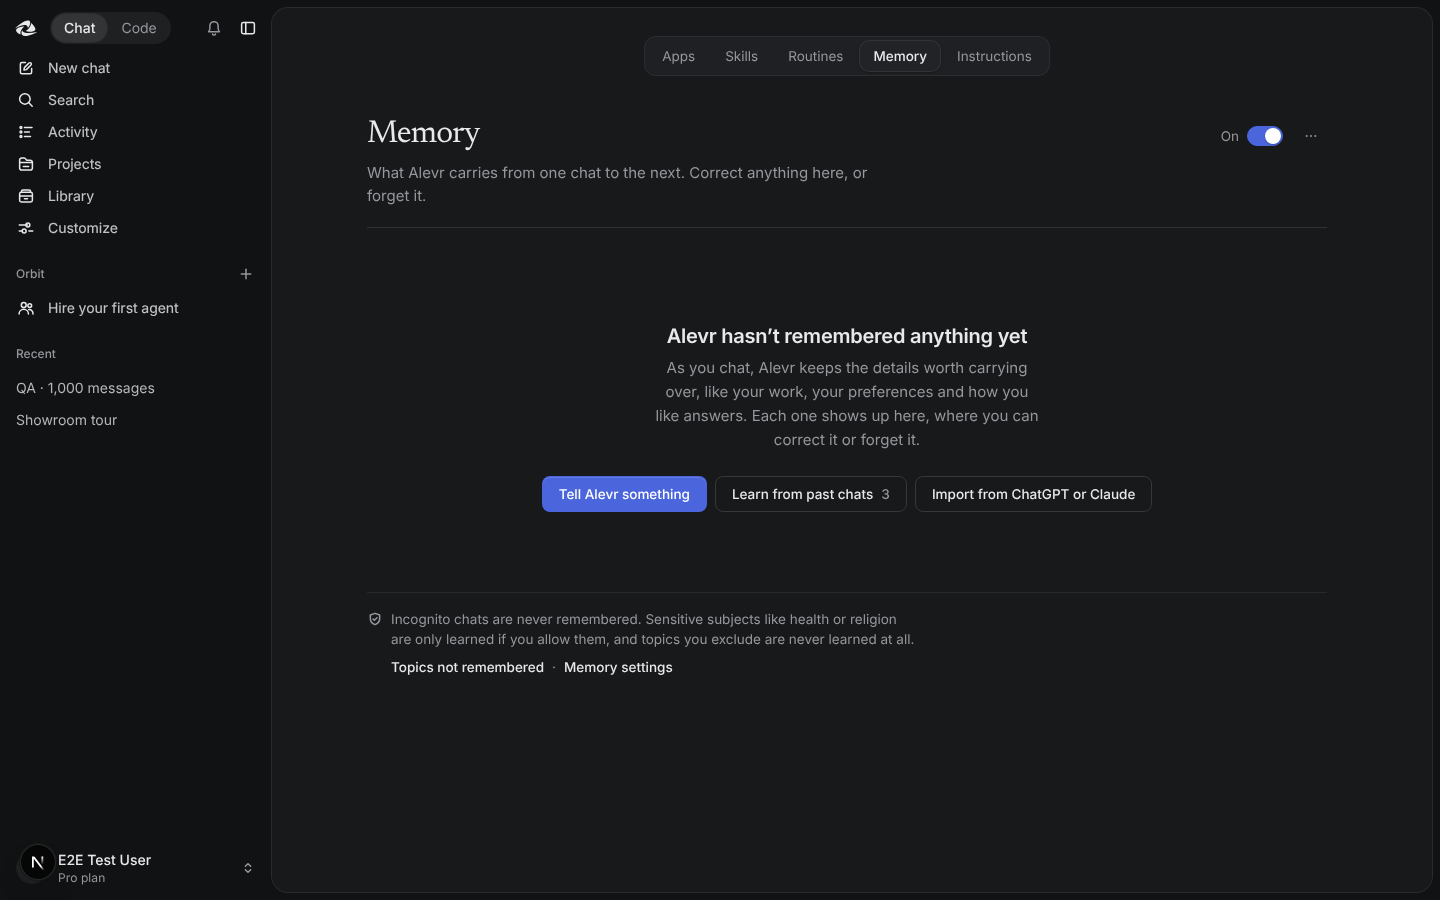 Chat
Code
New chat
Search
Activity
Projects
Library
Customize
Orbit
Hire your first agent
Recent
QA · 1,000 messages
Showroom tour
N
E2E Test User
Pro plan
Apps
Skills
Routines
Memory
Instructions
Memory
On
What Alevr carries from one chat to the next. Correct anything here, or
forget it.
Alevr hasn’t remembered anything yet
As you chat, Alevr keeps the details worth carrying
over, like your work, your preferences and how you
like answers. Each one shows up here, where you can
correct it or forget it.
Tell Alevr something
Learn from past chats 3
Import from ChatGPT or Claude
Incognito chats are never remembered. Sensitive subjects like health or religion
are only learned if you allow them, and topics you exclude are never learned at all.
Topics not remembered · Memory settings